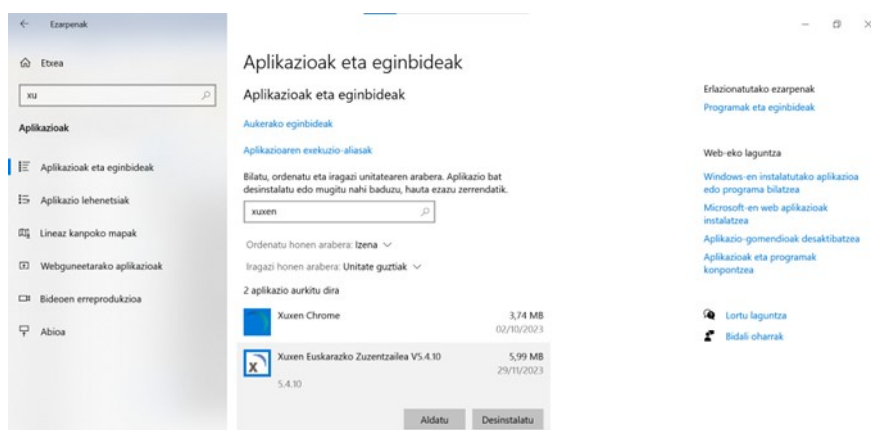 Ezarpenak
Etxea
xu
Aplikazioak
Aplikazioak eta eginbideak
Aplikazio lehenetsiak
Lineaz kanpoko mapak
Webguneetarako aplikazioak
Bideoen erreprodukzioa
Abioa
Aplikazioak eta eginbideak
Aplikazioak eta eginbideak
Aukerako eginbideak
Aplikazioaren exekuzio-aliasak
Bilatu, ordenatu eta iragazi unitatearen arabera. Aplikazio bat
desinstalatu edo mugitu nahi baduzu, hauta ezazu zerrendatik.
xuxen
Ordenatu honen arabera: Izena
Iragazi honen arabera: Unitate guztiak
2 aplikazio aurkitu dira
Xuxen Chrome 3,74 MB
02/10/2023
Xuxen Euskarazko Zuzentzailea V5.4.10 5,99 MB
29/11/2023
5.4.10
Aldatu Desinstalatu
Erlazionatutako ezarpenak
Programak eta eginbideak
Web-eko laguntza
Windows-en instalatutako aplikazioa
edo programa bilatzea
Microsoft-en web aplikazioak
instalatzea
Aplikazio-gomendioak desaktibatzea
Aplikazioak eta programak
konpontzea
Lortu laguntza
Bidali oharrak